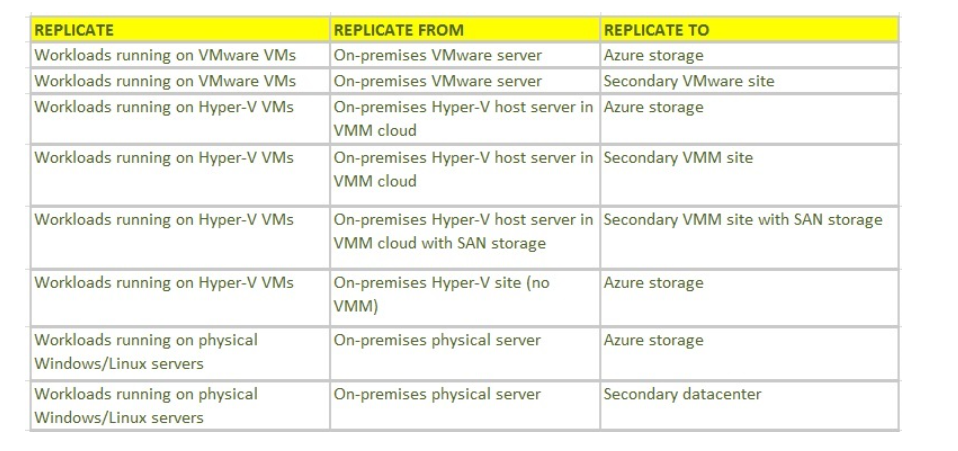 REPLICATE REPLICATE FROM REPLICATE TO
Workloads running on VMware VMs On-premises VMware server Azure storage
Workloads running on VMware VMs On-premises VMware server Secondary VMware site
Workloads running on Hyper-V VMs On-premises Hyper-V host server in Azure storage
VMM cloud
Workloads running on Hyper-V VMs On-premises Hyper-V host server in Secondary VMM site
VMM cloud
Workloads running on Hyper-V VMs On-premises Hyper-V host server in Secondary VMM site with SAN storage
VMM cloud with SAN storage
Workloads running on Hyper-V VMs On-premises Hyper-V site (no Azure storage
VMM)
Workloads running on physical On-premises physical server Azure storage
Windows/Linux servers
Workloads running on physical On-premises physical server Secondary datacenter
Windows/Linux servers